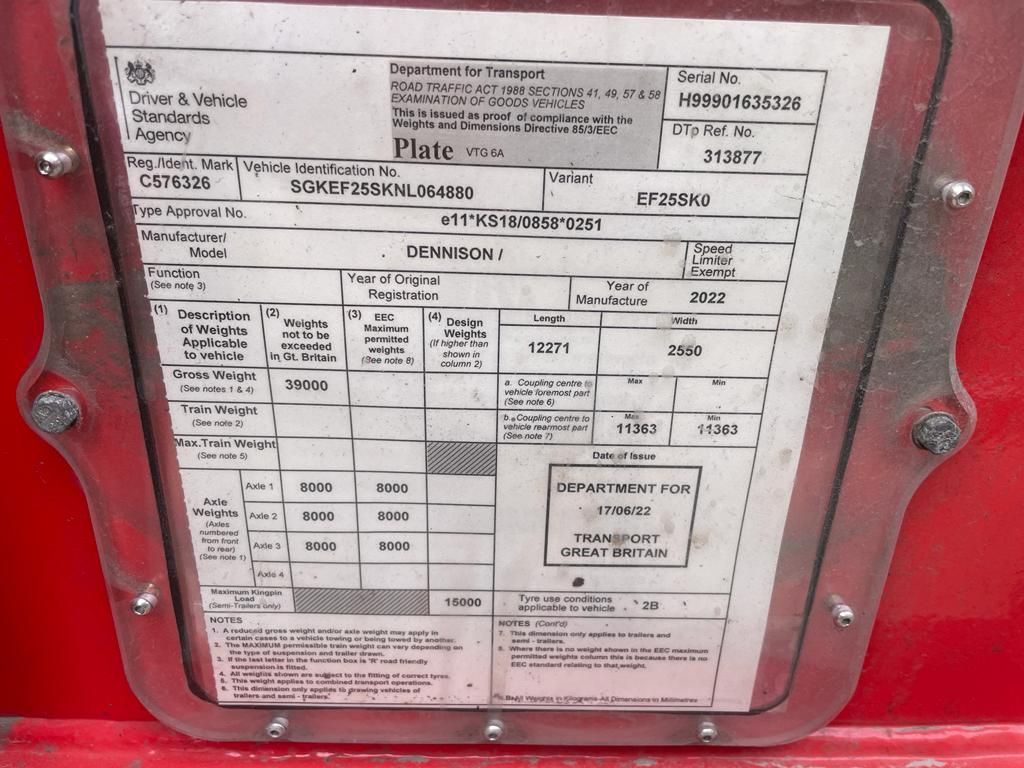 Driver & Vehicle
Standards
Agency
Department for Transport
ROAD TRAFFIC ACT 1988 SECTIONS 41, 49, 57 & 58
EXAMINATION OF GOODS VEHICLES
This is issued as proof of compliance with the
Weights and Dimensions Directive 85/3/EEC
Plate VTG 6A
Serial No.
H99901635326
DTp Ref. No.
313877
Reg./Ident. Mark
C576326
Vehicle Identification No.
SGKEF25SKNL064880
Variant
EF25SK0
Type Approval No.
e11*KS18/0858*0251
Manufacturer/
Model
DENNISON /
Speed
Limiter
Exempt
Function
(See note 3)
Year of Original
Registration
Year of
Manufacture
2022
(1) Description
of Weights
Applicable
to vehicle
(2) Weights
not to be
exceeded
in Gt. Britain
(3) EEC
Maximum
permitted
weights
(See note 8)
(4) Design
Weights
(If higher than
shown in
column 2)
Length
12271
Width
2550
Gross Weight
(See notes 1 & 4)
39000
a. Coupling centre to
vehicle foremost part
(See note 6)
Max
Min
Train Weight
(See note 2)
b. Coupling centre to
vehicle rearmost part
(See note 7)
Max
11363
Min
11363
Max.Train Weight
(See note 5)
Date of Issue
DEPARTMENT FOR
17/06/22
TRANSPORT
GREAT BRITAIN
Axle
Weights
(Axles
numbered
from front
to rear)
(See note 1)
Axle 1 8000 8000
Axle 2 8000 8000
Axle 3 8000 8000
Axle 4
Maximum Kingpin
Load
(Semi-Trailers only)
15000
Tyre use conditions
applicable to vehicle
2B
NOTES
1. A reduced gross weight and/or axle weight may apply in
certain cases to a vehicle towing or being towed by another.
2. The MAXIMUM permissible train weight can vary depending on
the type of suspension and trailer drawn.
3. If the last letter in the function box is 'R' road friendly
suspension is fitted.
4. All weights shown are subject to the fitting of correct tyres.
5. This weight applies to combined transport operations.
6. This dimension only applies to drawing vehicles of
trailers and semi - trailers.
NOTES (Cont'd)
7. This dimension only applies to trailers and
semi - trailers.
8. Where there is no weight shown in the EEC maximum
permitted weights column this is because there is no
EEC standard relating to that weight.
All Weights in Kilograms All Dimensions in Millimetres